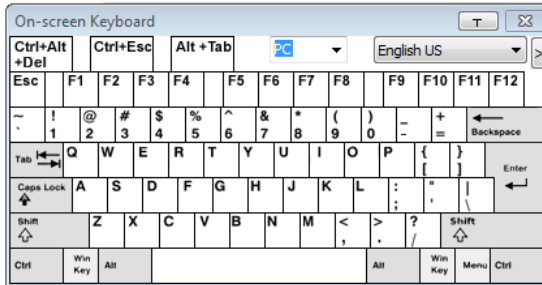 On-screen Keyboard
Ctrl+Alt +Del Ctrl+Esc Alt +Tab PC English US >
Esc F1 F2 F3 F4 F5 F6 F7 F8 F9 F10 F11 F12
~ ! @ # $ % ^ & * ( ) _ +
` 1 2 3 4 5 6 7 8 9 0 - = Backspace
Tab Q W E R T Y U I O P { }
[ ] Enter
Caps Lock A S D F G H J K L : " |
; ' \
Shift Z X C V B N M < > ? Shift
, . /
Ctrl Win Key Alt Alt Win Key Menu Ctrl